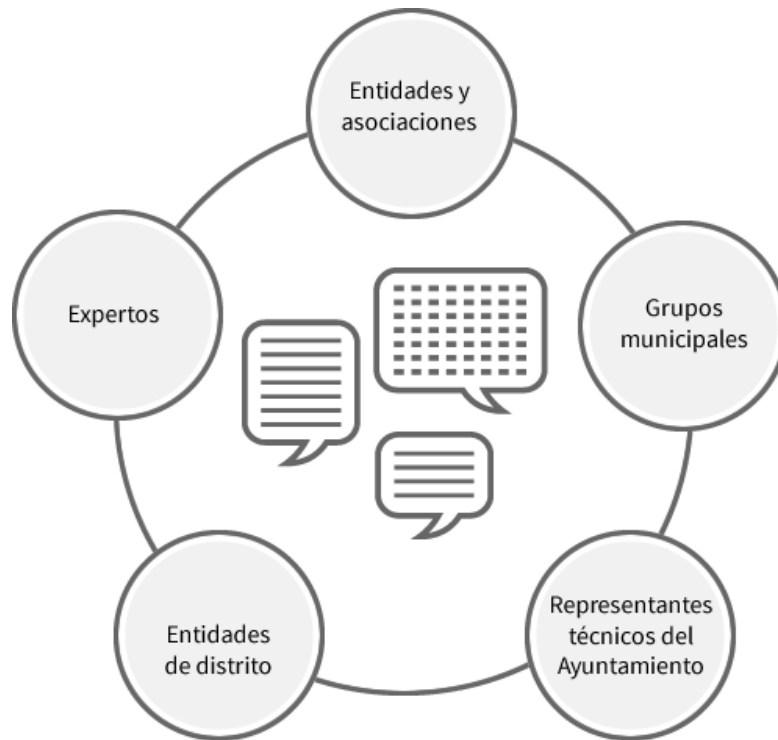 Entidades y
asociaciones
Grupos
municipales
Representantes
técnicos del
Ayuntamiento
Entidades
de distrito
Expertos